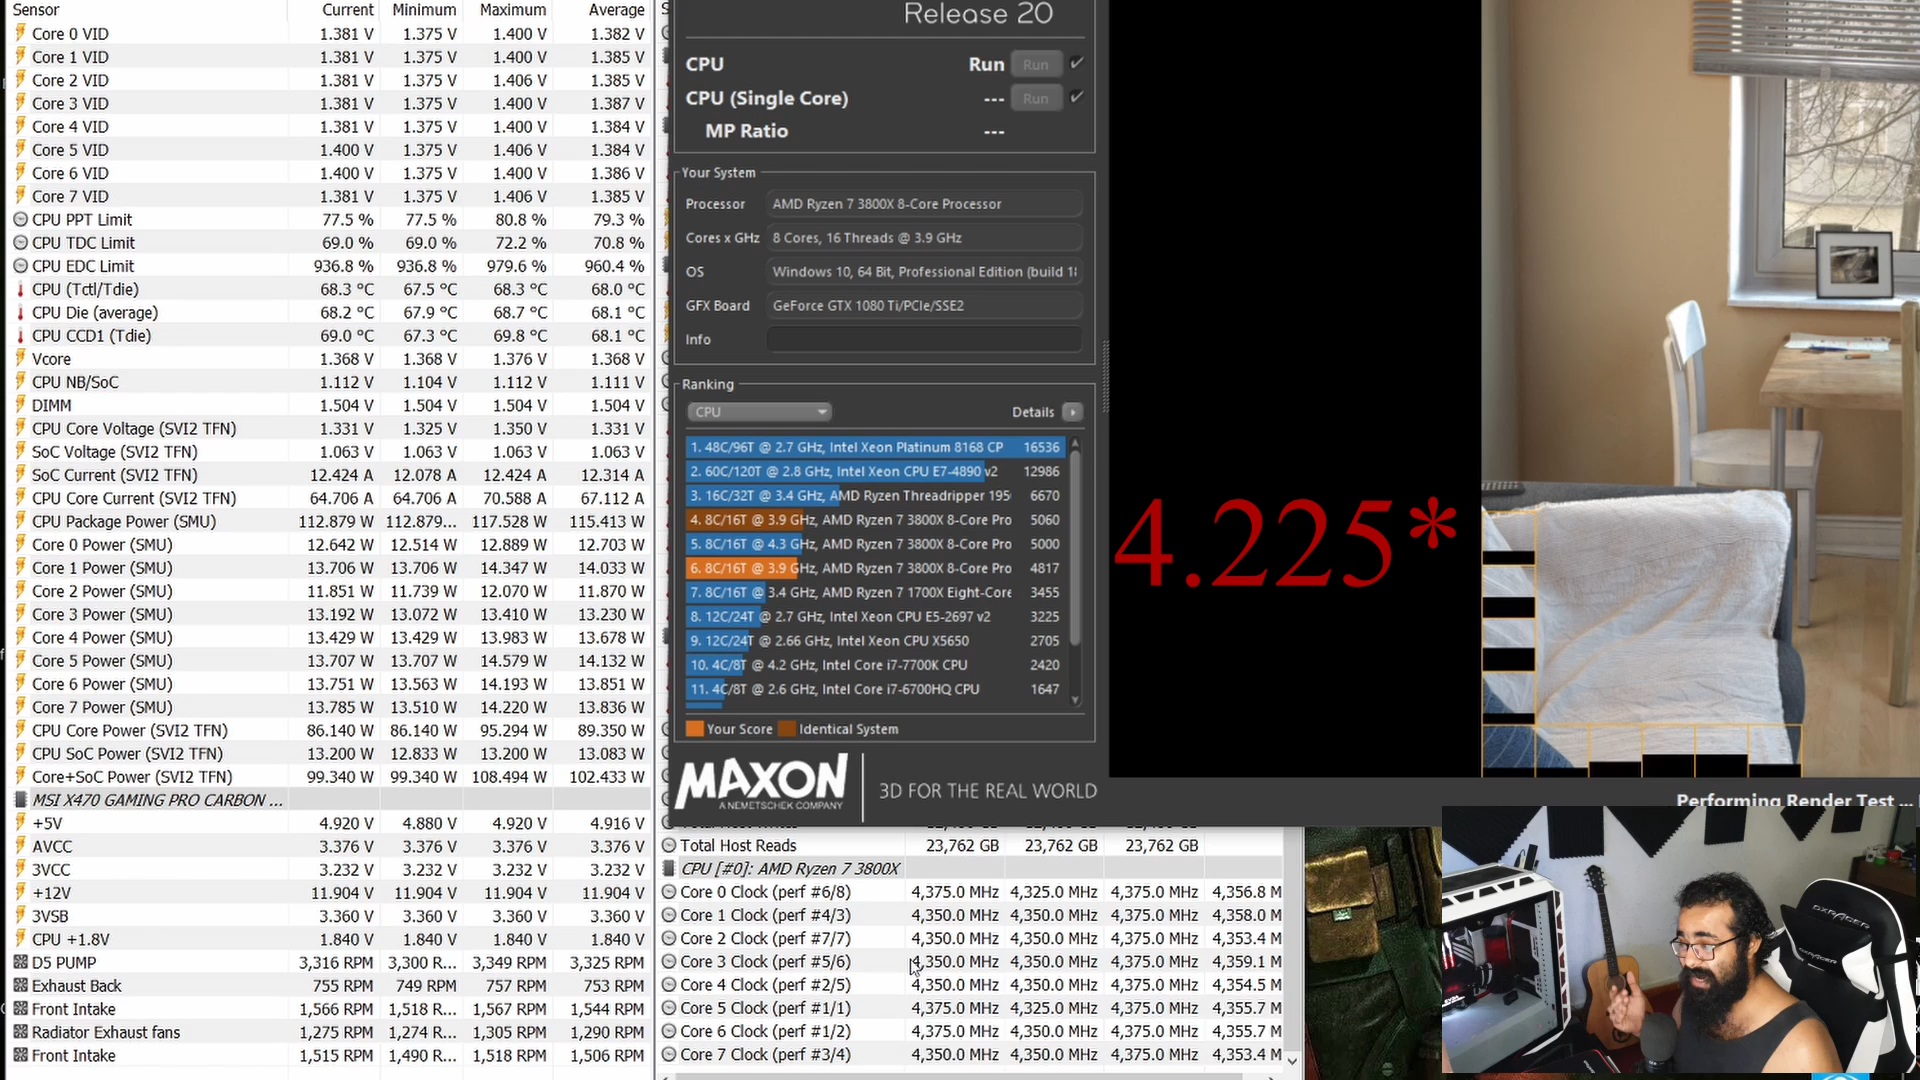 Sensor Current Minimum Maximum Average
Core 0 VID 1.381 V 1.375 V 1.400 V 1.382 V
Core 1 VID 1.381 V 1.375 V 1.400 V 1.385 V
Core 2 VID 1.381 V 1.375 V 1.406 V 1.385 V
Core 3 VID 1.381 V 1.375 V 1.400 V 1.387 V
Core 4 VID 1.381 V 1.375 V 1.400 V 1.384 V
Core 5 VID 1.400 V 1.375 V 1.406 V 1.384 V
Core 6 VID 1.400 V 1.375 V 1.400 V 1.386 V
Core 7 VID 1.381 V 1.375 V 1.406 V 1.385 V
CPU PPT Limit 77.5 % 77.5 % 80.8 % 79.3 %
CPU TDC Limit 69.0 % 69.0 % 72.2 % 70.8 %
CPU EDC Limit 936.8 % 936.8 % 979.6 % 960.4 %
CPU (Tctl/Tdie) 68.3 °C 67.5 °C 68.3 °C 68.0 °C
CPU Die (average) 68.2 °C 67.9 °C 68.7 °C 68.1 °C
CPU CCD1 (Tdie) 69.0 °C 67.3 °C 69.8 °C 68.1 °C
Vcore 1.368 V 1.368 V 1.376 V 1.368 V
CPU NB/SoC 1.112 V 1.104 V 1.112 V 1.111 V
DIMM 1.504 V 1.504 V 1.504 V 1.504 V
CPU Core Voltage (SVI2 TFN) 1.331 V 1.325 V 1.350 V 1.331 V
SoC Voltage (SVI2 TFN) 1.063 V 1.063 V 1.063 V 1.063 V
SoC Current (SVI2 TFN) 12.424 A 12.078 A 12.424 A 12.314 A
CPU Core Current (SVI2 TFN) 64.706 A 64.706 A 70.588 A 67.112 A
CPU Package Power (SMU) 112.879 W 112.879... 117.528 W 115.413 W
Core 0 Power (SMU) 12.642 W 12.514 W 12.889 W 12.703 W
Core 1 Power (SMU) 13.706 W 13.706 W 14.347 W 14.033 W
Core 2 Power (SMU) 11.851 W 11.739 W 12.070 W 11.870 W
Core 3 Power (SMU) 13.192 W 13.072 W 13.410 W 13.230 W
Core 4 Power (SMU) 13.429 W 13.429 W 13.983 W 13.678 W
Core 5 Power (SMU) 13.707 W 13.707 W 14.579 W 14.132 W
Core 6 Power (SMU) 13.751 W 13.563 W 14.193 W 13.851 W
Core 7 Power (SMU) 13.785 W 13.510 W 14.220 W 13.836 W
CPU Core Power (SVI2 TFN) 86.140 W 86.140 W 95.294 W 89.350 W
CPU SoC Power (SVI2 TFN) 13.200 W 12.833 W 13.200 W 13.083 W
Core+SoC Power (SVI2 TFN) 99.340 W 99.340 W 108.494 W 102.433 W
MSI X470 GAMING PRO CARBON ...
+5V 4.920 V 4.880 V 4.920 V 4.916 V
AVCC 3.376 V 3.376 V 3.376 V 3.376 V
3VCC 3.232 V 3.232 V 3.232 V 3.232 V
+12V 11.904 V 11.904 V 11.904 V 11.904 V
3VSB 3.360 V 3.360 V 3.360 V 3.360 V
CPU +1.8V 1.840 V 1.840 V 1.840 V 1.840 V
D5 PUMP 3,316 RPM 3,300 R... 3,349 RPM 3,325 RPM
Exhaust Back 755 RPM 749 RPM 757 RPM 753 RPM
Front Intake 1,566 RPM 1,518 R... 1,567 RPM 1,544 RPM
Radiator Exhaust fans 1,275 RPM 1,274 R... 1,305 RPM 1,290 RPM
Front Intake 1,515 RPM 1,490 R... 1,518 RPM 1,506 RPM
Release 20
CPU Run Run
CPU (Single Core) --- Run
MP Ratio ---
Your System
Processor AMD Ryzen 7 3800X 8-Core Processor
Cores x GHz 8 Cores, 16 Threads @ 3.9 GHz
OS Windows 10, 64 Bit, Professional Edition (build 18
GFX Board GeForce GTX 1080 Ti/PCIe/SSE2
Info
Ranking
CPU Details
1. 48C/96T @ 2.7 GHz, Intel Xeon Platinum 8168 CP 16536
2. 60C/120T @ 2.8 GHz, Intel Xeon CPU E7-4890 v2 12986
3. 16C/32T @ 3.4 GHz, AMD Ryzen Threadripper 195 6670
4. 8C/16T @ 3.9 GHz, AMD Ryzen 7 3800X 8-Core Pro 5060
5. 8C/16T @ 4.3 GHz, AMD Ryzen 7 3800X 8-Core Pro 5000
6. 8C/16T @ 3.9 GHz, AMD Ryzen 7 3800X 8-Core Pro 4817
7. 8C/16T @ 3.4 GHz, AMD Ryzen 7 1700X Eight-Core 3455
8. 12C/24T @ 2.7 GHz, Intel Xeon CPU E5-2697 v2 3225
9. 12C/24T @ 2.66 GHz, Intel Xeon CPU X5650 2705
10. 4C/8T @ 4.2 GHz, Intel Core i7-7700K CPU 2420
11. 4C/8T @ 2.6 GHz, Intel Core i7-6700HQ CPU 1647
Your Score Identical System
MAXON
A NEMETSCHEK COMPANY
3D FOR THE REAL WORLD
4.225*
Performing Render Test ...
Total Host Reads 23,762 GB 23,762 GB 23,762 GB
CPU [#0]: AMD Ryzen 7 3800X
Core 0 Clock (perf #6/8) 4,375.0 MHz 4,325.0 MHz 4,375.0 MHz 4,356.8 M
Core 1 Clock (perf #4/3) 4,350.0 MHz 4,350.0 MHz 4,375.0 MHz 4,358.0 M
Core 2 Clock (perf #7/7) 4,350.0 MHz 4,350.0 MHz 4,375.0 MHz 4,353.4 M
Core 3 Clock (perf #5/6) 4,350.0 MHz 4,350.0 MHz 4,375.0 MHz 4,359.1 M
Core 4 Clock (perf #2/5) 4,350.0 MHz 4,350.0 MHz 4,375.0 MHz 4,354.5 M
Core 5 Clock (perf #1/1) 4,375.0 MHz 4,325.0 MHz 4,375.0 MHz 4,355.7 M
Core 6 Clock (perf #1/2) 4,375.0 MHz 4,350.0 MHz 4,375.0 MHz 4,355.7 M
Core 7 Clock (perf #3/4) 4,350.0 MHz 4,350.0 MHz 4,375.0 MHz 4,353.4 M
DXRACER